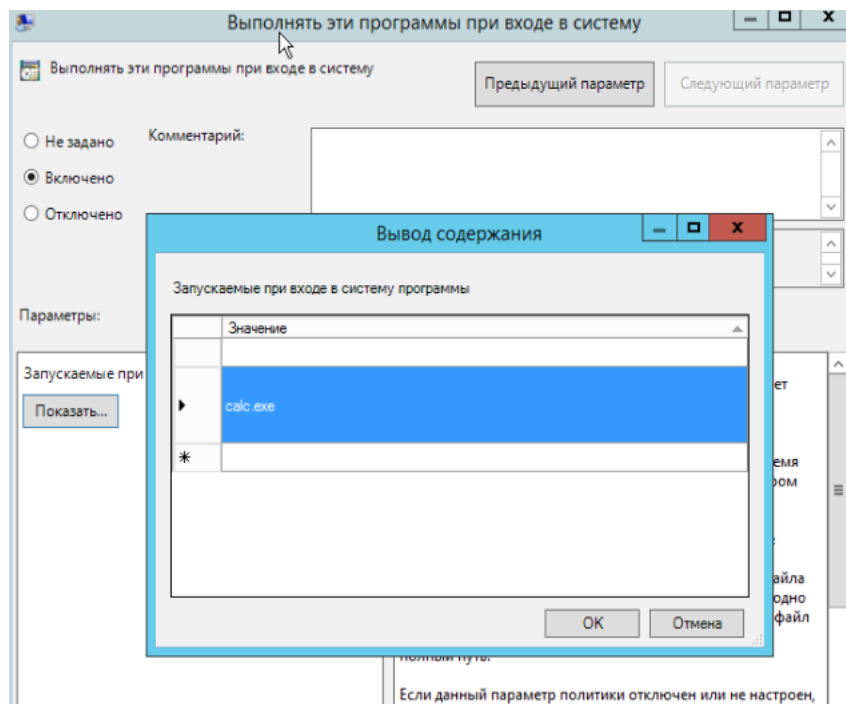 Выполнять эти программы при входе в систему
Выполнять эти программы при входе в систему
Предыдущий параметр
Следующий параметр
Не задано
Комментарий:
Включено
Отключено
Вывод содержания
Запускаемые при входе в систему программы
Параметры:
Значение
Запускаемые при
ет
Показать...
calc.exe
емя
ром
айла
одно
файл
OK
Отмена
полный путь.
Если данный параметр политики отключен или не настроен,